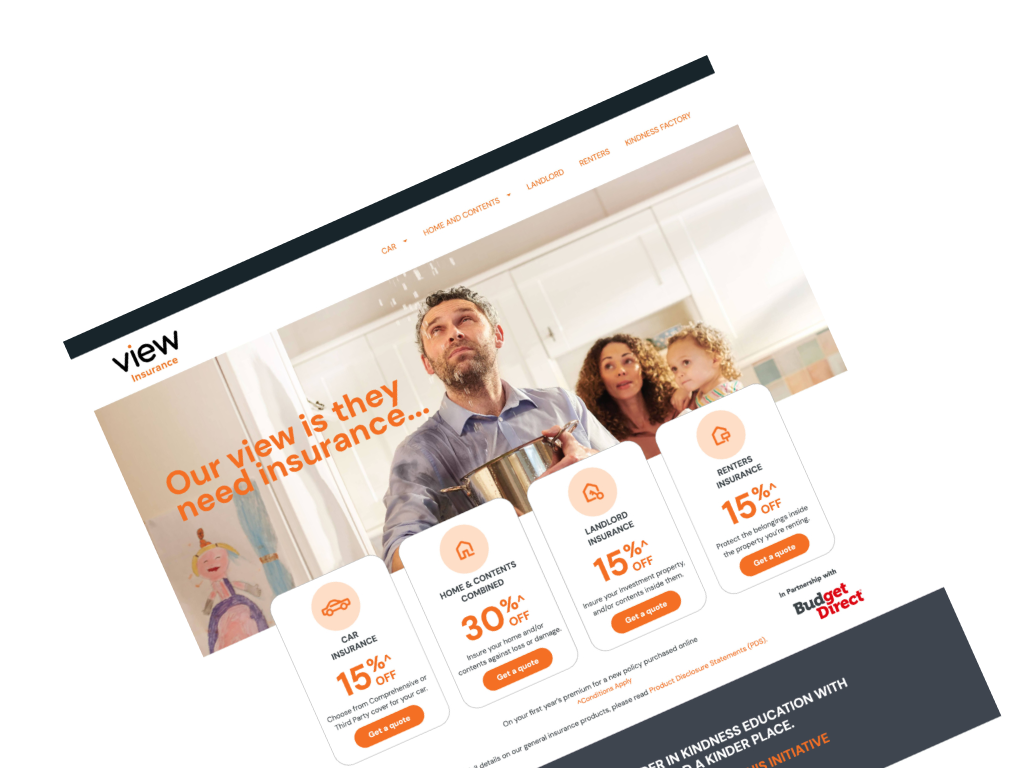 CAR
HOME AND CONTENTS
LANDLORD
RENTERS
KINDNESS FACTORY
view
Insurance
Our view is they
need insurance...
CAR
INSURANCE
15%^
OFF
Choose from Comprehensive or
Third Party cover for your car.
Get a quote
HOME & CONTENTS
COMBINED
30%^
OFF
Insure your home and/or
contents against loss or damage.
Get a quote
LANDLORD
INSURANCE
15%^
OFF
Insure your investment property,
and/or contents inside them.
Get a quote
RENTERS
INSURANCE
15%^
OFF
Protect the belongings inside
the property you're renting.
Get a quote
In Partnership with
Budget
Direct
On your first year's premium for a new policy purchased online
^Conditions Apply
details on our general insurance products, please read Product Disclosure Statements (PDS).
IN KINDNESS EDUCATION WITH
A KINDER PLACE.
INITIATIVE